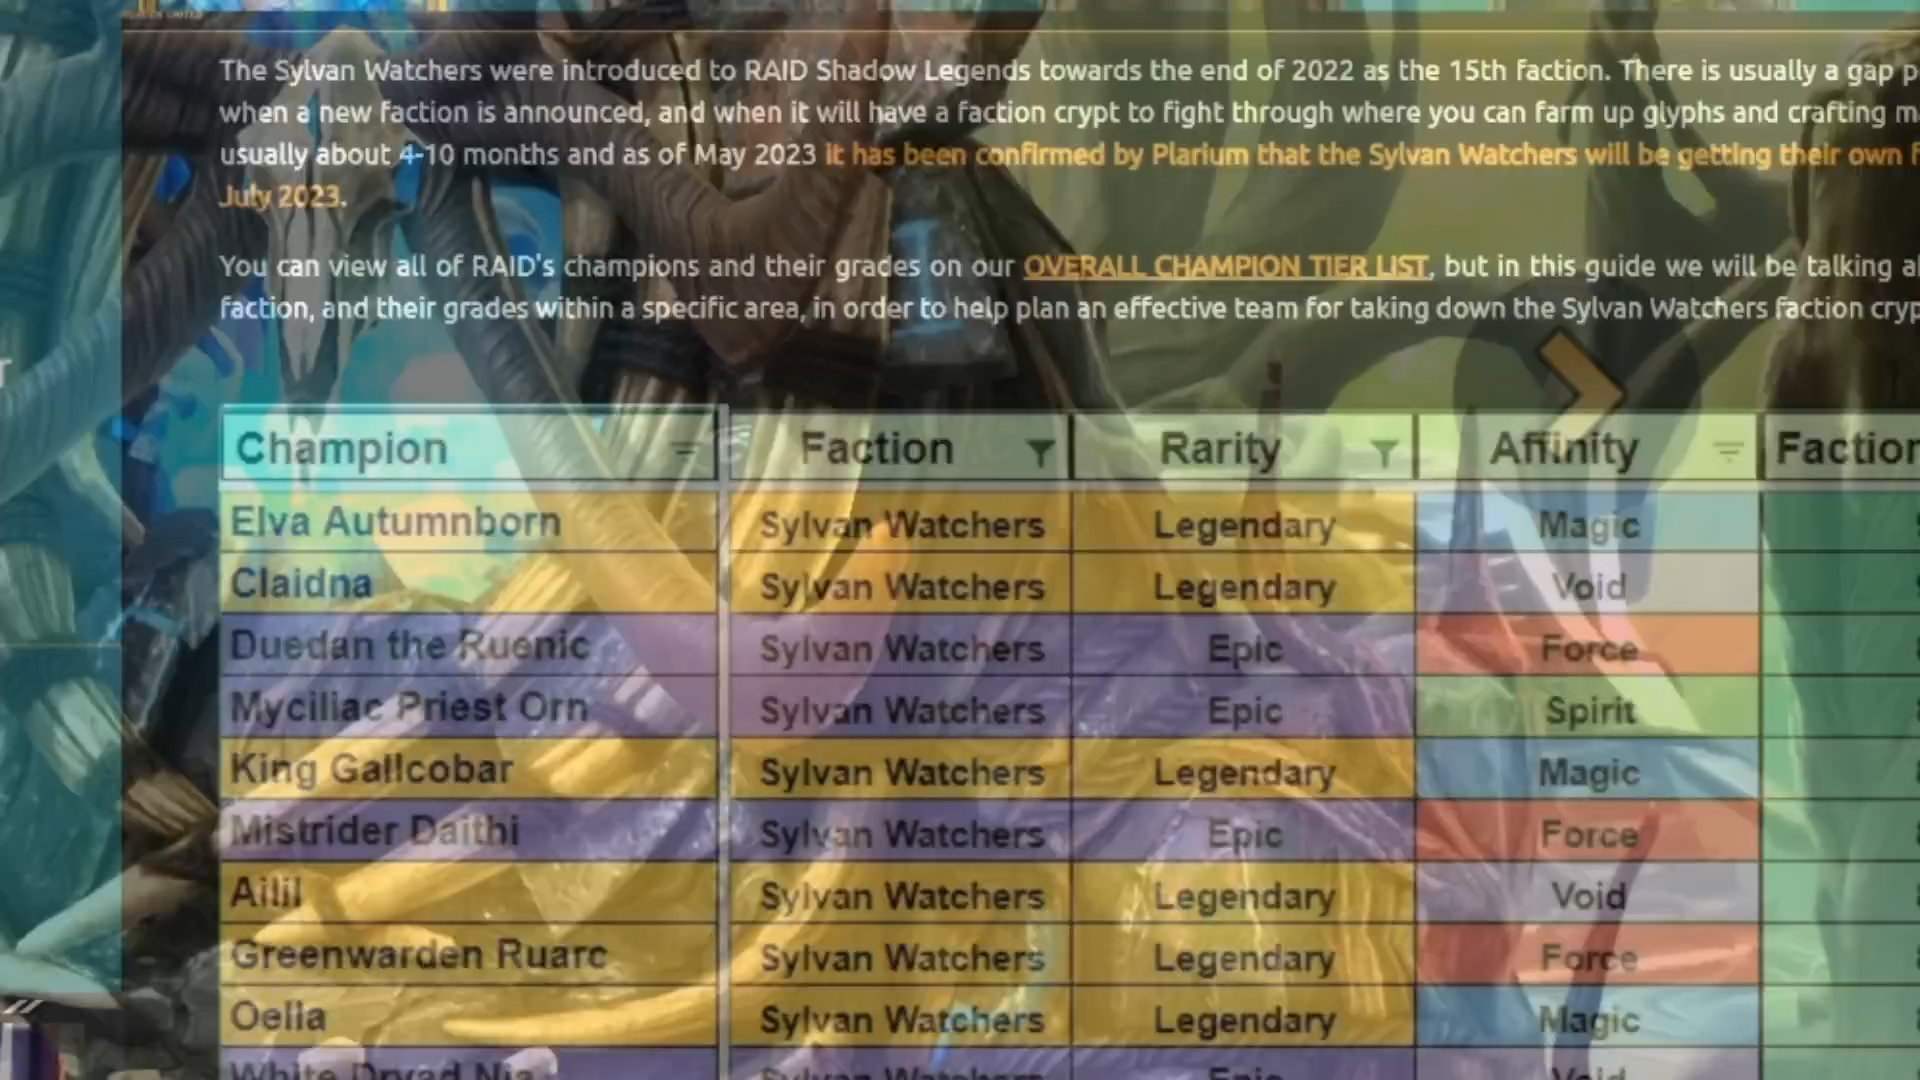 The Sylvan Watchers were introduced to RAID Shadow Legends towards the end of 2022 as the 15th faction. There is usually a gap
when a new faction is announced, and when it will have a faction crypt to fight through where you can farm up glyphs and crafting
usually about 4-10 months and as of May 2023 it has been confirmed by Plarium that the Sylvan Watchers will be getting their own
July 2023.
You can view all of RAID's champions and their grades on our OVERALL CHAMPION TIER LIST, but in this guide we will be talking
faction, and their grades within a specific area, in order to help plan an effective team for taking down the Sylvan Watchers faction
Champion Faction Rarity Affinity Faction
Elva Autumnborn Sylvan Watchers Legendary Magic
Claidna Sylvan Watchers Legendary Void
Duedan the Ruenic Sylvan Watchers Epic Force
Myciliac Priest Orn Sylvan Watchers Epic Spirit
King Gallcobar Sylvan Watchers Legendary Magic
Mistrider Daithi Sylvan Watchers Epic Force
Ailil Sylvan Watchers Legendary Void
Greenwarden Ruarc Sylvan Watchers Legendary Force
Oella Sylvan Watchers Legendary Magic
White Dryad Nia Sylvan Watchers Epic Void